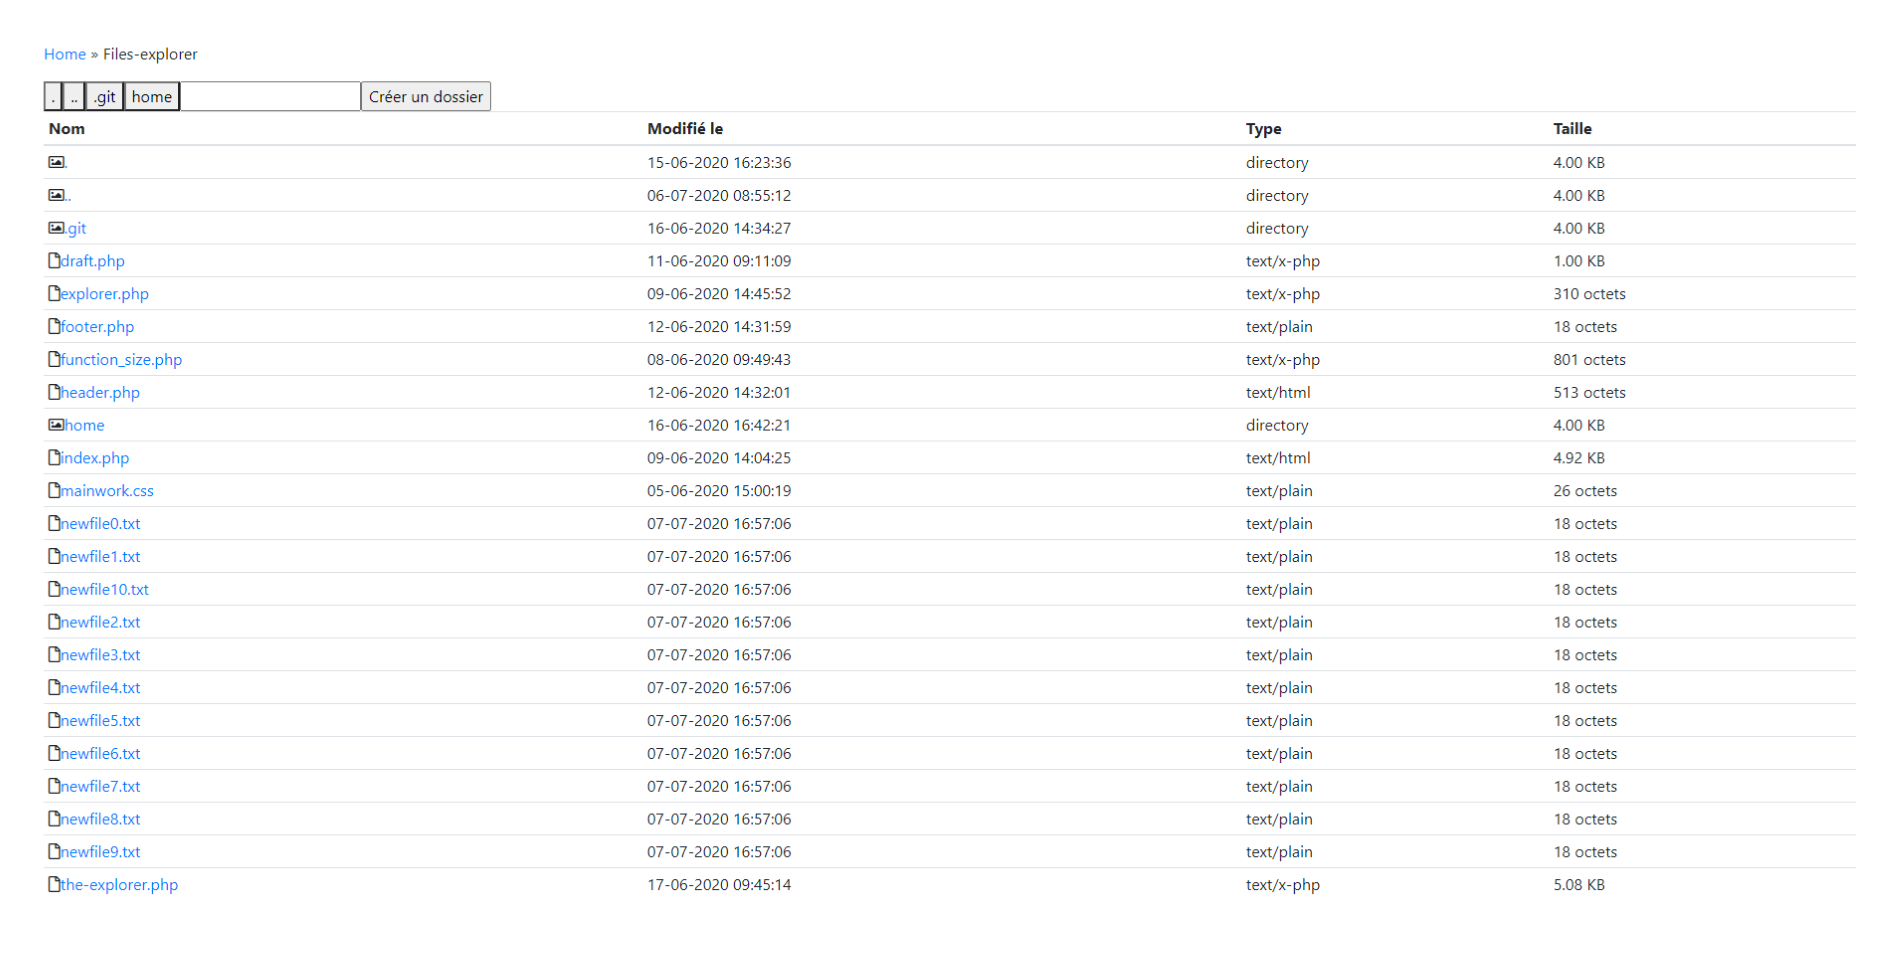 Home » Files-explorer
. .. .git home Créer un dossier
Nom Modifié le Type Taille
. 15-06-2020 16:23:36 directory 4.00 KB
.. 06-07-2020 08:55:12 directory 4.00 KB
.git 16-06-2020 14:34:27 directory 4.00 KB
draft.php 11-06-2020 09:11:09 text/x-php 1.00 KB
explorer.php 09-06-2020 14:45:52 text/x-php 310 octets
footer.php 12-06-2020 14:31:59 text/plain 18 octets
function_size.php 08-06-2020 09:49:43 text/x-php 801 octets
header.php 12-06-2020 14:32:01 text/html 513 octets
home 16-06-2020 16:42:21 directory 4.00 KB
index.php 09-06-2020 14:04:25 text/html 4.92 KB
mainwork.css 05-06-2020 15:00:19 text/plain 26 octets
newfile0.txt 07-07-2020 16:57:06 text/plain 18 octets
newfile1.txt 07-07-2020 16:57:06 text/plain 18 octets
newfile10.txt 07-07-2020 16:57:06 text/plain 18 octets
newfile2.txt 07-07-2020 16:57:06 text/plain 18 octets
newfile3.txt 07-07-2020 16:57:06 text/plain 18 octets
newfile4.txt 07-07-2020 16:57:06 text/plain 18 octets
newfile5.txt 07-07-2020 16:57:06 text/plain 18 octets
newfile6.txt 07-07-2020 16:57:06 text/plain 18 octets
newfile7.txt 07-07-2020 16:57:06 text/plain 18 octets
newfile8.txt 07-07-2020 16:57:06 text/plain 18 octets
newfile9.txt 07-07-2020 16:57:06 text/plain 18 octets
the-explorer.php 17-06-2020 09:45:14 text/x-php 5.08 KB